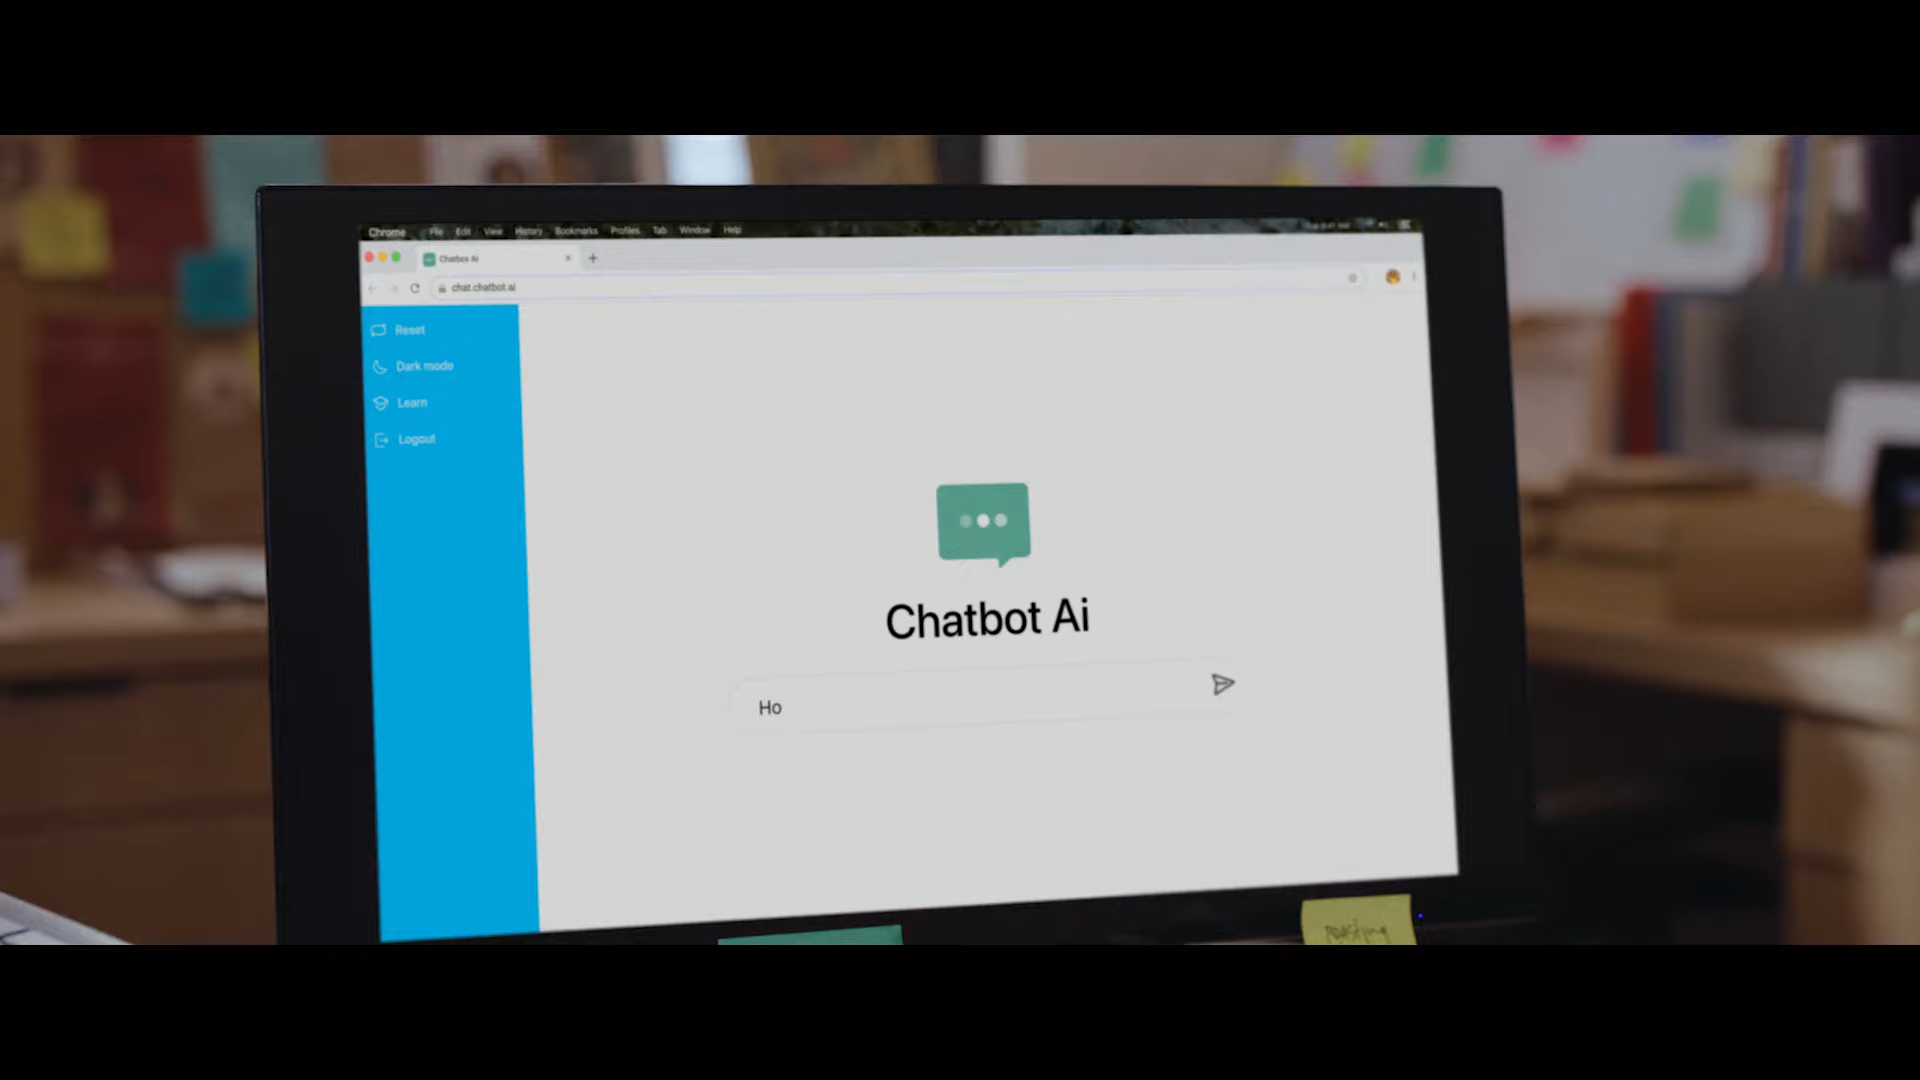 Chrome File Edit View History Bookmarks Profiles Tab Window Help
Chatbot Ai
chat.chatbot.ai
Reset
Dark mode
Learn
Logout
Chatbot Ai
Ho